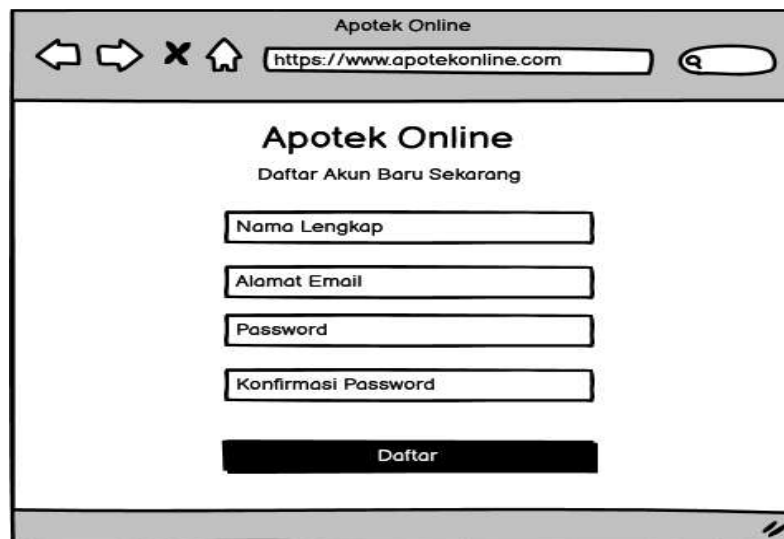 Apotek Online
https://www.apotekonline.com
Apotek Online
Daftar Akun Baru Sekarang
Nama Lengkap
Alamat Email
Password
Konfirmasi Password
Daftar